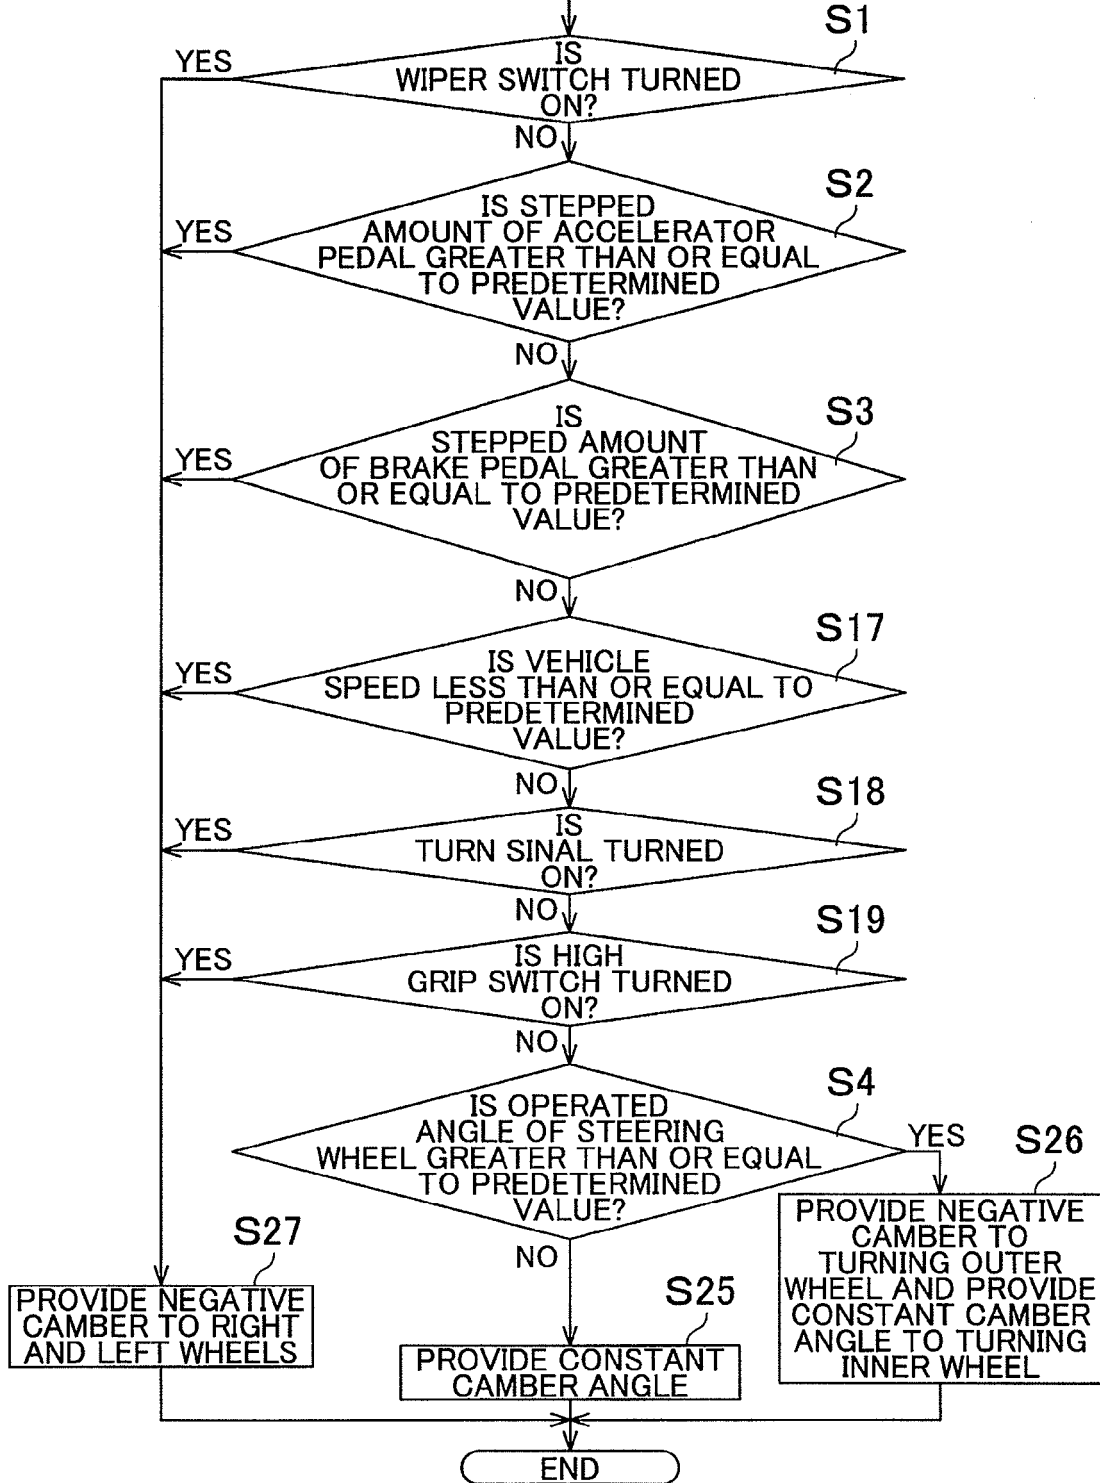 S1
IS
WIPER SWITCH TURNED
ON?
YES
NO
S2
IS STEPPED
AMOUNT OF ACCELERATOR
PEDAL GREATER THAN OR EQUAL
TO PREDETERMINED
VALUE?
YES
NO
S3
IS
STEPPED AMOUNT
OF BRAKE PEDAL GREATER THAN
OR EQUAL TO PREDETERMINED
VALUE?
YES
NO
S17
IS VEHICLE
SPEED LESS THAN OR EQUAL TO
PREDETERMINED
VALUE?
YES
NO
S18
IS
TURN SINAL TURNED
ON?
YES
NO
S19
IS HIGH
GRIP SWITCH TURNED
ON?
YES
NO
S4
IS OPERATED
ANGLE OF STEERING
WHEEL GREATER THAN OR EQUAL
TO PREDETERMINED
VALUE?
YES
NO
S26
PROVIDE NEGATIVE
CAMBER TO
TURNING OUTER
WHEEL AND PROVIDE
CONSTANT CAMBER
ANGLE TO TURNING
INNER WHEEL
S27
PROVIDE NEGATIVE
CAMBER TO RIGHT
AND LEFT WHEELS
S25
PROVIDE CONSTANT
CAMBER ANGLE
END